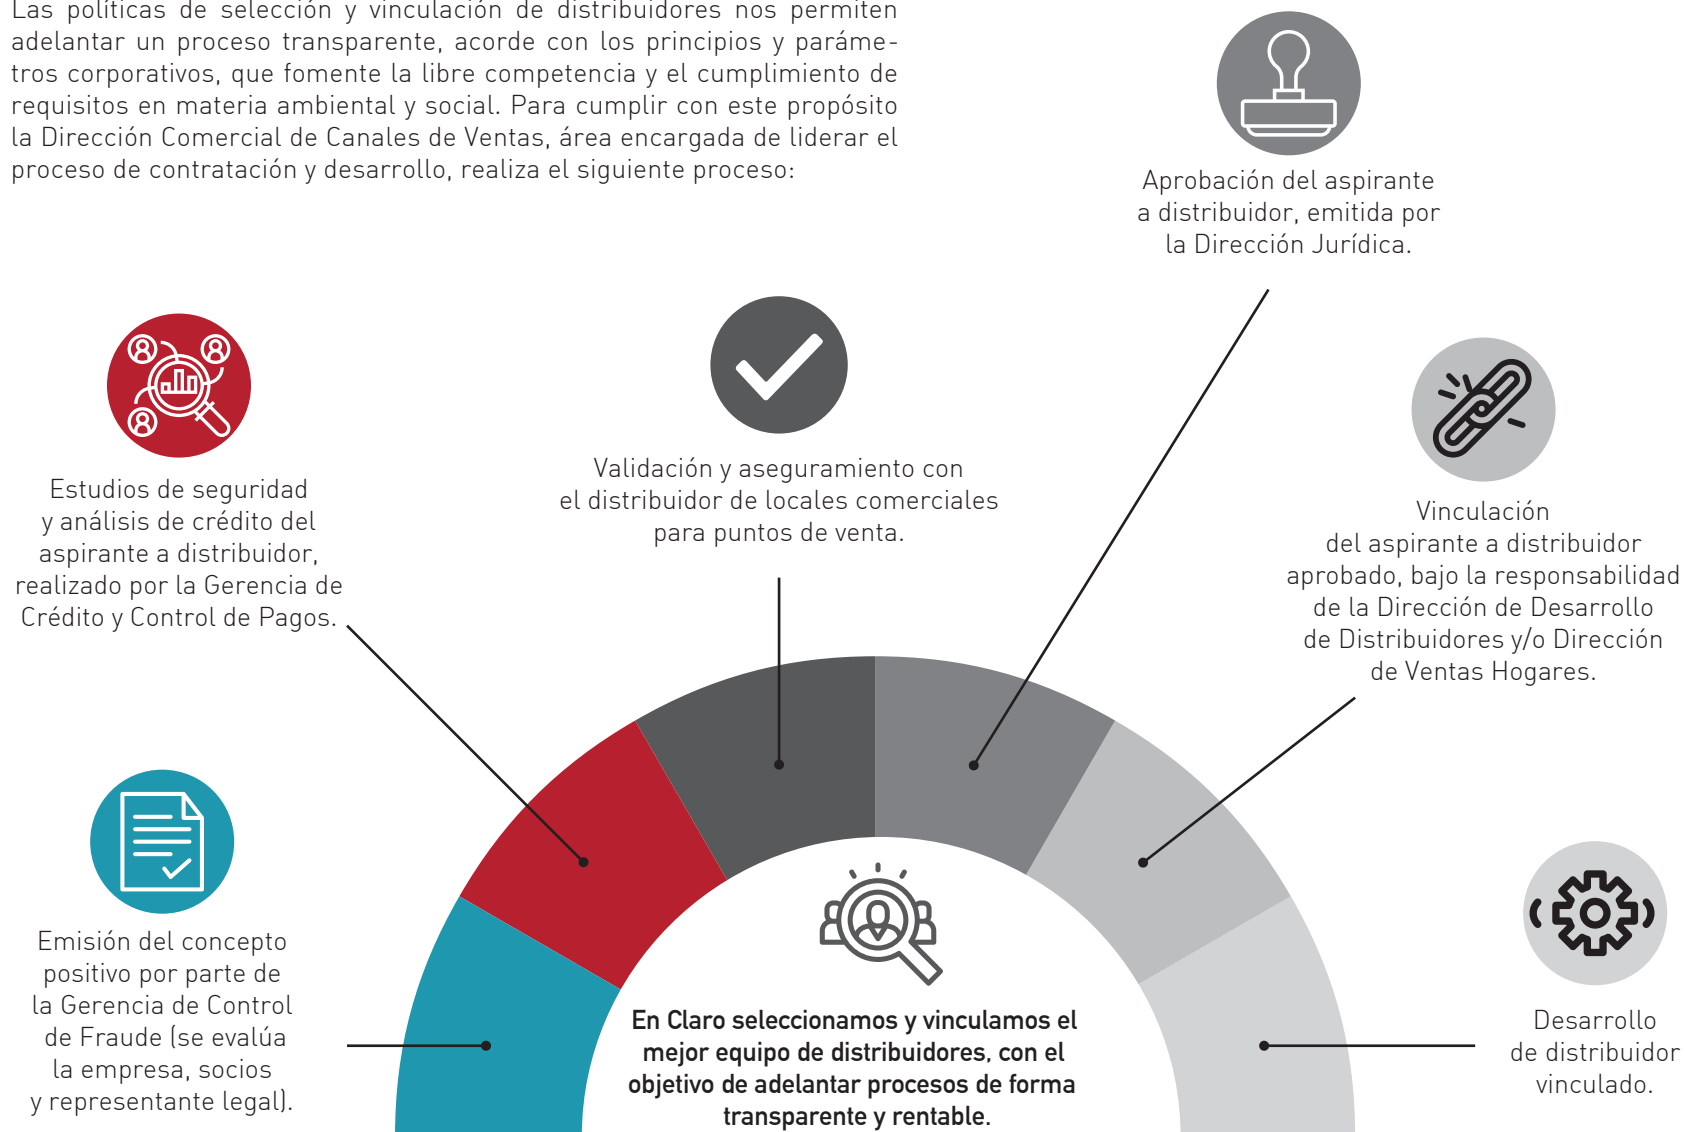 Las políticas de selección y vinculación de distribuidores nos permiten
adelantar un proceso transparente, acorde con los principios y paráme-
tros corporativos, que fomente la libre competencia y el cumplimiento de
requisitos en materia ambiental y social. Para cumplir con este propósito
la Dirección Comercial de Canales de Ventas, área encargada de liderar el
proceso de contratación y desarrollo, realiza el siguiente proceso:
Emisión del concepto
positivo por parte de
la Gerencia de Control
de Fraude (se evalúa
la empresa, socios
y representante legal).
Estudios de seguridad
y análisis de crédito del
aspirante a distribuidor,
realizado por la Gerencia de
Crédito y Control de Pagos.
Validación y aseguramiento con
el distribuidor de locales comerciales
para puntos de venta.
Aprobación del aspirante
a distribuidor, emitida por
la Dirección Jurídica.
Vinculación
del aspirante a distribuidor
aprobado, bajo la responsabilidad
de la Dirección de Desarrollo
de Distribuidores y/o Dirección
de Ventas Hogares.
Desarrollo
de distribuidor
vinculado.
En Claro seleccionamos y vinculamos el
mejor equipo de distribuidores, con el
objetivo de adelantar procesos de forma
transparente y rentable.